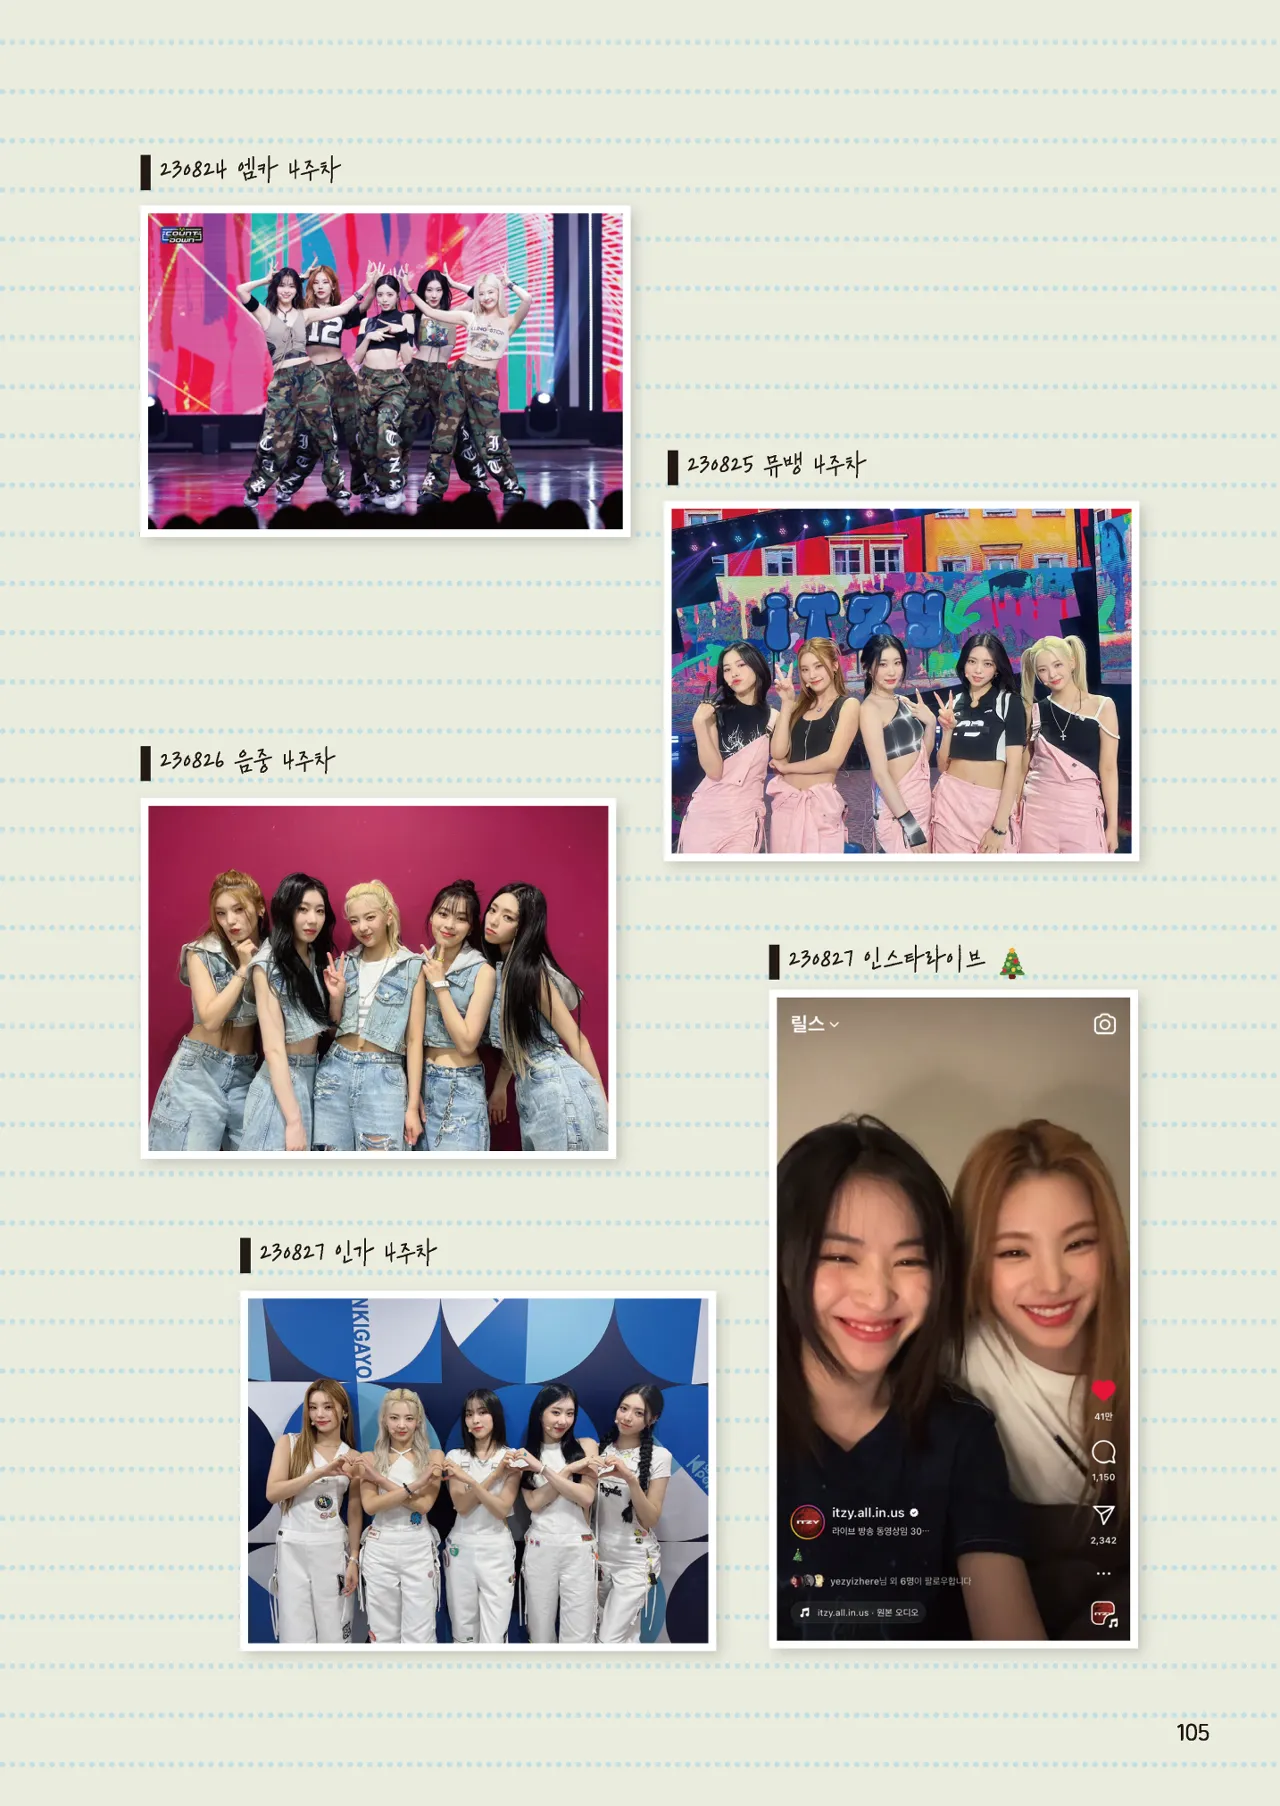 230824 엠카 4주차
COUNT
DOWN
12
230825 뮤뱅 4주차
iTZY
230826 음중 4주차
230827 인스타라이브 🎄
릴스
41만
1,150
2,342
ITZY
itzy.all.in.us
라이브 방송 동영상임 30…
🎄
yezyizhere님 외 6명이 팔로우합니다
itzy.all.in.us · 원본 오디오
230827 인가 4주차
NKIGAYO
Angeles
105